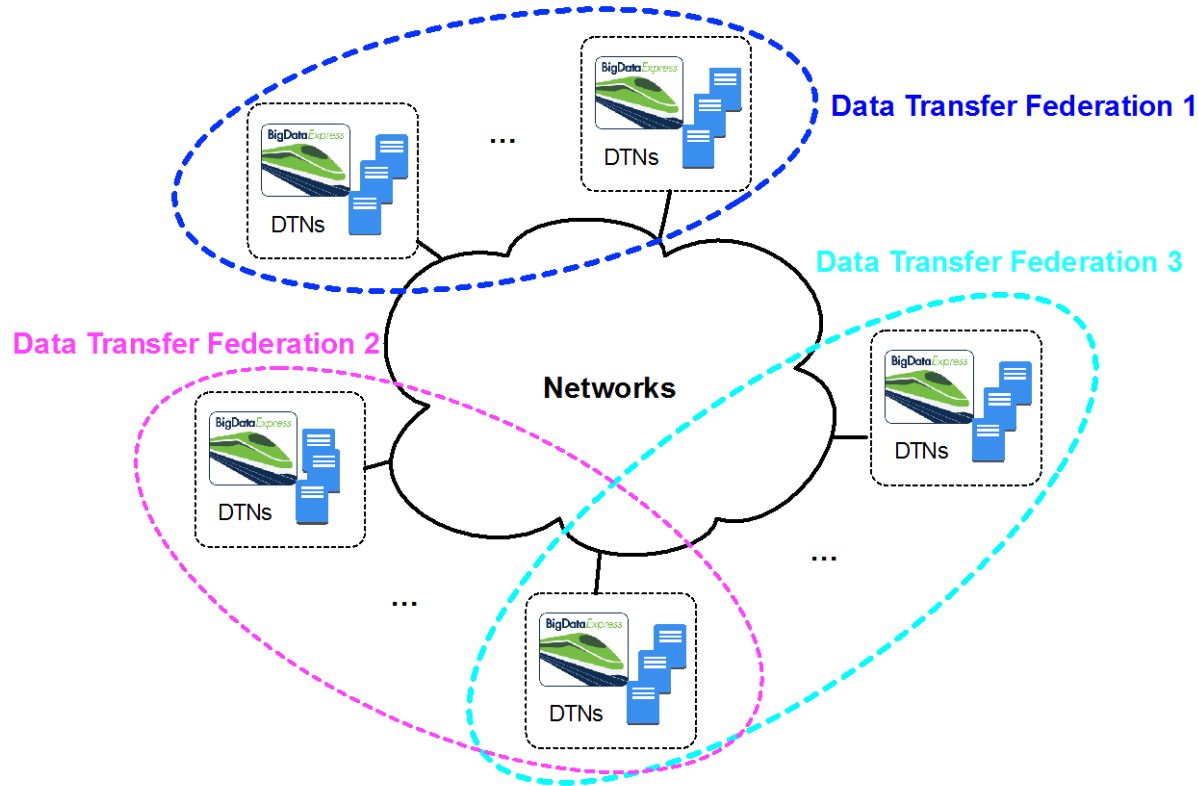 BigDataExpress
DTNs
...
BigDataExpress
DTNs
Data Transfer Federation 1
Data Transfer Federation 3
Data Transfer Federation 2
Networks
BigDataExpress
DTNs
BigDataExpress
DTNs
...
...
BigDataExpress
DTNs